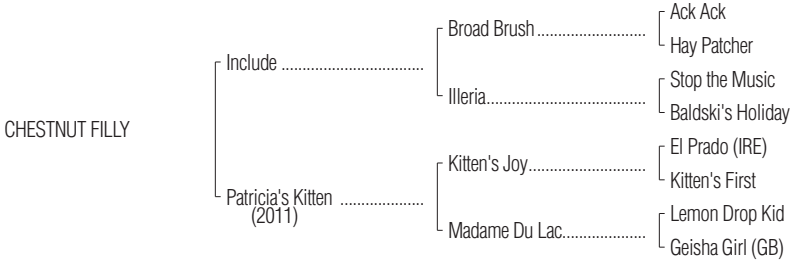 Ack Ack
Broad Brush
Hay Patcher
Include
Stop the Music
Illeria
Baldski's Holiday
CHESTNUT FILLY
El Prado (IRE)
Kitten's Joy
Kitten's First
Patricia's Kitten
(2011)
Lemon Drop Kid
Madame Du Lac
Geisha Girl (GB)